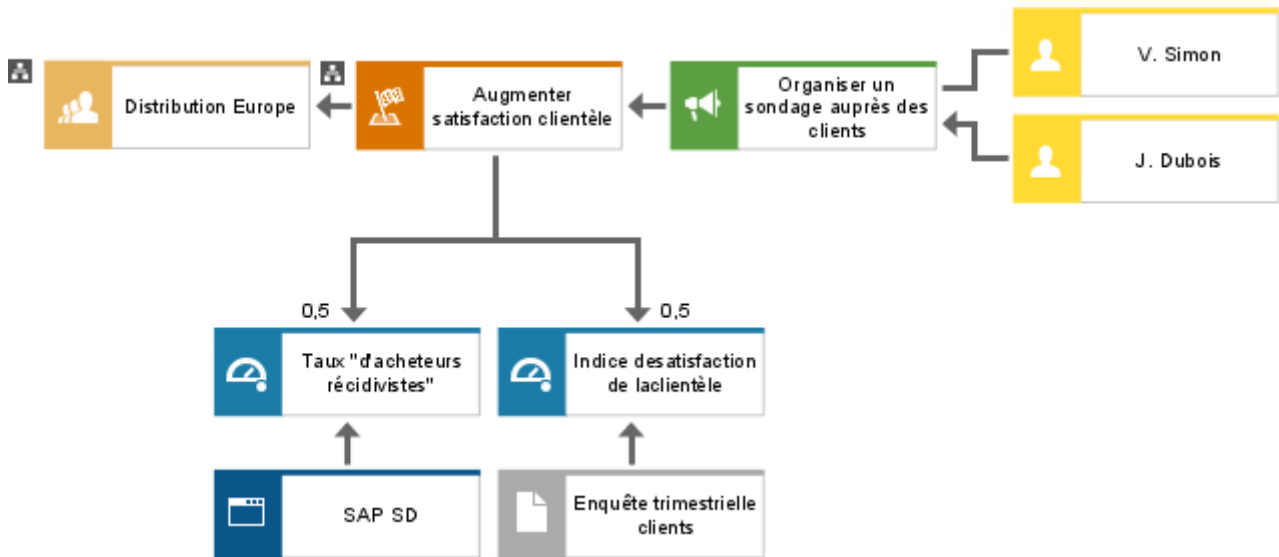 V. Simon
Distribution Europe
Augmenter
satisfaction clientèle
Organiser un
sondage auprès des
clients
J. Dubois
0,5
0,5
Taux "d'acheteurs
récidivistes"
Indice desatisfaction
de laclientèle
SAP SD
Enquête trimestrielle
clients